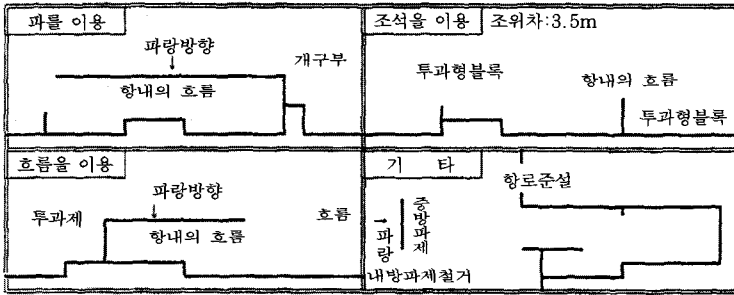 파를 이용
파랑방향
개구부
항내의 흐름
조석을 이용 조위차:3.5m
투과형블록
항내의 흐름
투과형블록
흐름을 이용
파랑방향
투과제
흐름
항내의 흐름
기 타
항로준설
중방파제
→파랑
내방파제철거